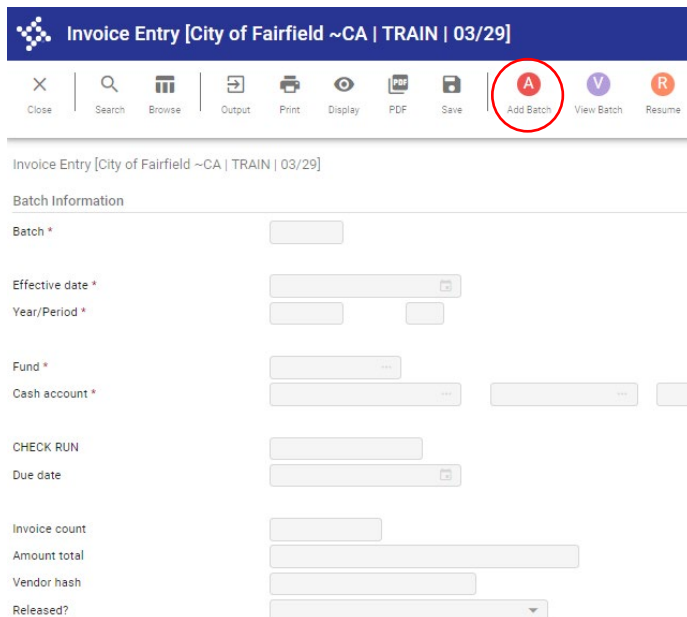 Invoice Entry [City of Fairfield ~CA | TRAIN | 03/29]
PDF A V R
Close Search Browse Output Print Display PDF Save Add Batch View Batch Resume
Invoice Entry [City of Fairfield ~CA | TRAIN | 03/29]
Batch Information
Batch *
Effective date *
Year/Period *
Fund *
Cash account *
CHECK RUN
Due date
Invoice count
Amount total
Vendor hash
Released?